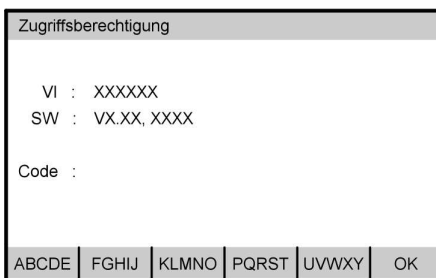 Zugriffsberechtigung
VI : XXXXXX
SW : VX.XX, XXXX
Code :
ABCDE FGHIJ KLMNO PQRST UVWXY OK